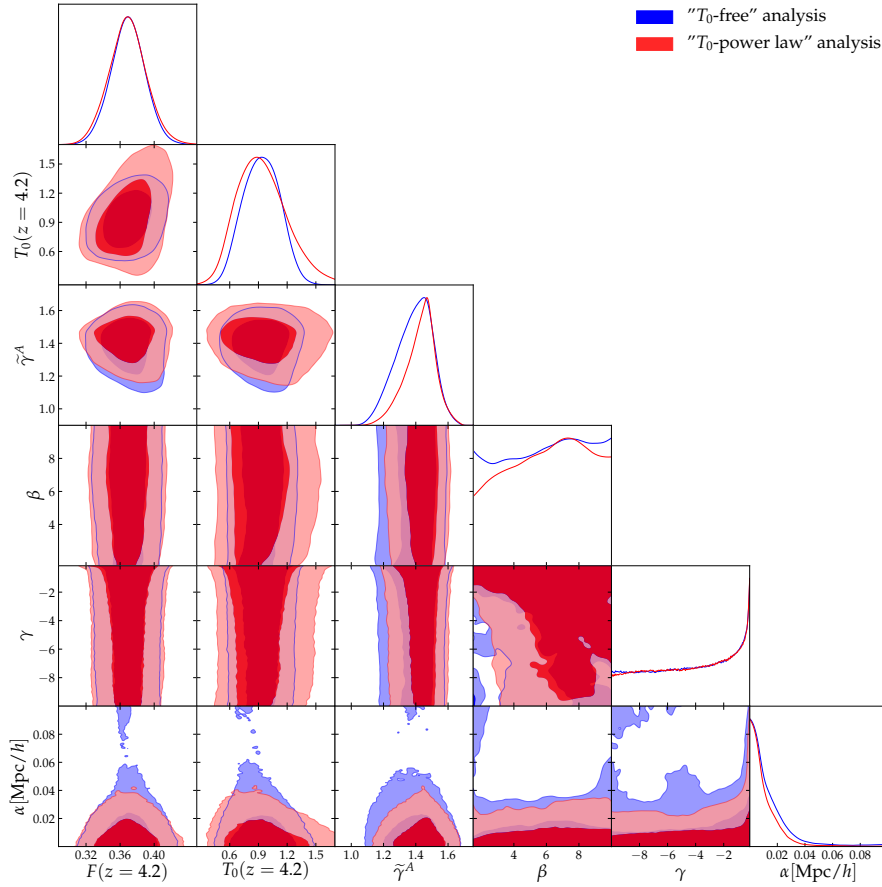 "T₀-free" analysis
"T₀-power law" analysis
T₀(z = 4.2)
1.5
1.2
0.9
0.6
γ̃ᴬ
1.6
1.4
1.2
1.0
β
8
6
4
γ
−2
−4
−6
−8
α[Mpc/h]
0.08
0.06
0.04
0.02
0.32 0.36 0.40 0.6 0.9 1.2 1.5 1.0 1.2 1.4 1.6 4 6 8 −8 −6 −4 −2 0.02 0.04 0.06 0.08
F(z = 4.2) T₀(z = 4.2) γ̃ᴬ β γ α[Mpc/h]